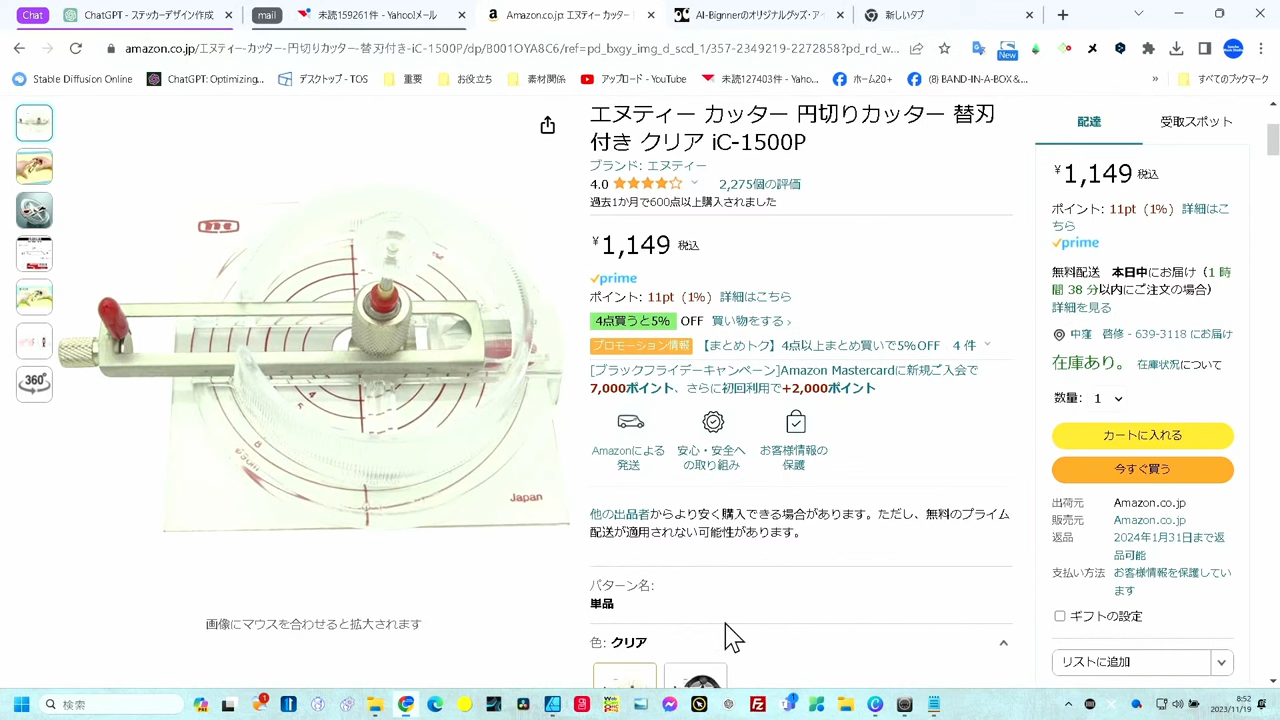 Chat
ChatGPT - ステッカーデザイン作成
mail
未読159261件 - Yahoo!メール
Amazon.co.jp: エヌティー カッター
新しいタブ
amazon.co.jp/エヌティー-カッター-円切りカッター-替刃付き-iC-1500P/dp/B001OYA8C6/ref=pd_bxgy_img_d_sccl_1/357-7349219-2272858?pd_rd_w...
New
Stable Diffusion Online
ChatGPT: Optimizing...
デスクトップ - TOS
重要
お役立ち
素材関係
アップロード - YouTube
未読127403件 - Yaho...
ホーム20+
(8) BAND-IN-A-BOX&...
»
すべてのブックマーク
Japan
360°
画像にマウスを合わせると拡大されます
エヌティー カッター 円切りカッター 替刃
付き クリア iC-1500P
ブランド: エヌティー
4.0
2,275個の評価
過去1か月で600点以上購入されました
¥1,149 税込
prime
ポイント: 11pt (1%) 詳細はこちら
4点買うと5% OFF 買い物をする ›
プロモーション情報 【まとめトク】4点以上まとめ買いで5%OFF 4 件
[ブラックフライデーキャンペーン]Amazon Mastercardに新規ご入会で
7,000ポイント、さらに初回利用で+2,000ポイント
Amazonによる
発送
安心・安全へ
の取り組み
お客様情報の
保護
他の出品者からより安く購入できる場合があります。ただし、無料のプライム
配送が適用されない可能性があります。
パターン名:
単品
色: クリア
配達
受取スポット
¥1,149 税込
ポイント: 11pt (1%) 詳細はこ
ちら
prime
無料配送 本日中にお届け（1 時
間 38 分以内にご注文の場合）
詳細を見る
在庫あり。 在庫状況について
数量: 1
カートに入れる
今すぐ買う
出荷元 Amazon.co.jp
販売元 Amazon.co.jp
返品 2024年1月31日まで返
品可能
支払い方法 お客様情報を保護してい
ます
ギフトの設定
リストに追加
検索
1
8:52
2023/11/19